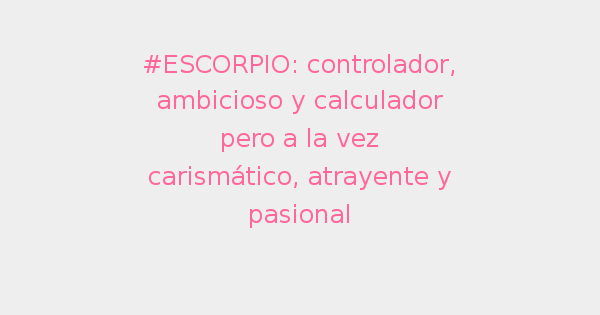 #ESCORPIO: controlador,
ambicioso y calculador
pero a la vez
carismático, atrayente y
pasional